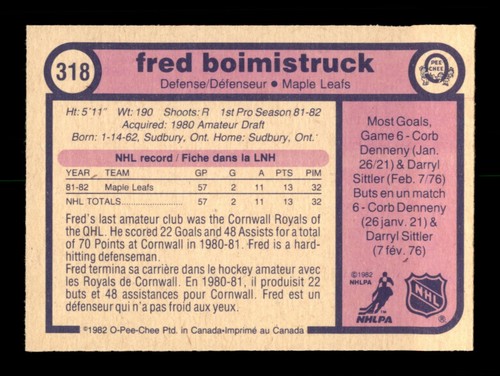 318
fred boimistruck
Defense/Défenseur ● Maple Leafs
O PEE CHEE
Ht: 5'11" Wt: 190 Shoots: R 1st Pro Season 81-82
Acquired: 1980 Amateur Draft
Born: 1-14-62, Sudbury, Ont. Home: Sudbury, Ont.
NHL record / Fiche dans la LNH
YEAR TEAM GP G A PTS PIM
81-82 Maple Leafs 57 2 11 13 32
NHL TOTALS 57 2 11 13 32
Fred's last amateur club was the Cornwall Royals of
the QHL. He scored 22 Goals and 48 Assists for a total
of 70 Points at Cornwall in 1980-81. Fred is a hard-
hitting defenseman.
Fred termina sa carrière dans le hockey amateur avec
les Royals de Cornwall. En 1980-81, il produisit 22
buts et 48 assistances pour Cornwall. Fred est un
défenseur qui n'a pas froid aux yeux.
©1982 O-Pee-Chee Ptd. in Canada•Imprimé au Canada
Most Goals,
Game 6 - Corb
Denneny (Jan.
26/21) & Darryl
Sittler (Feb. 7/76)
Buts en un match
6 - Corb Denneny
(26 janv. 21) &
Darryl Sittler
(7 fév. 76)
©1982
NHLPA
NHLPA
NHL
®